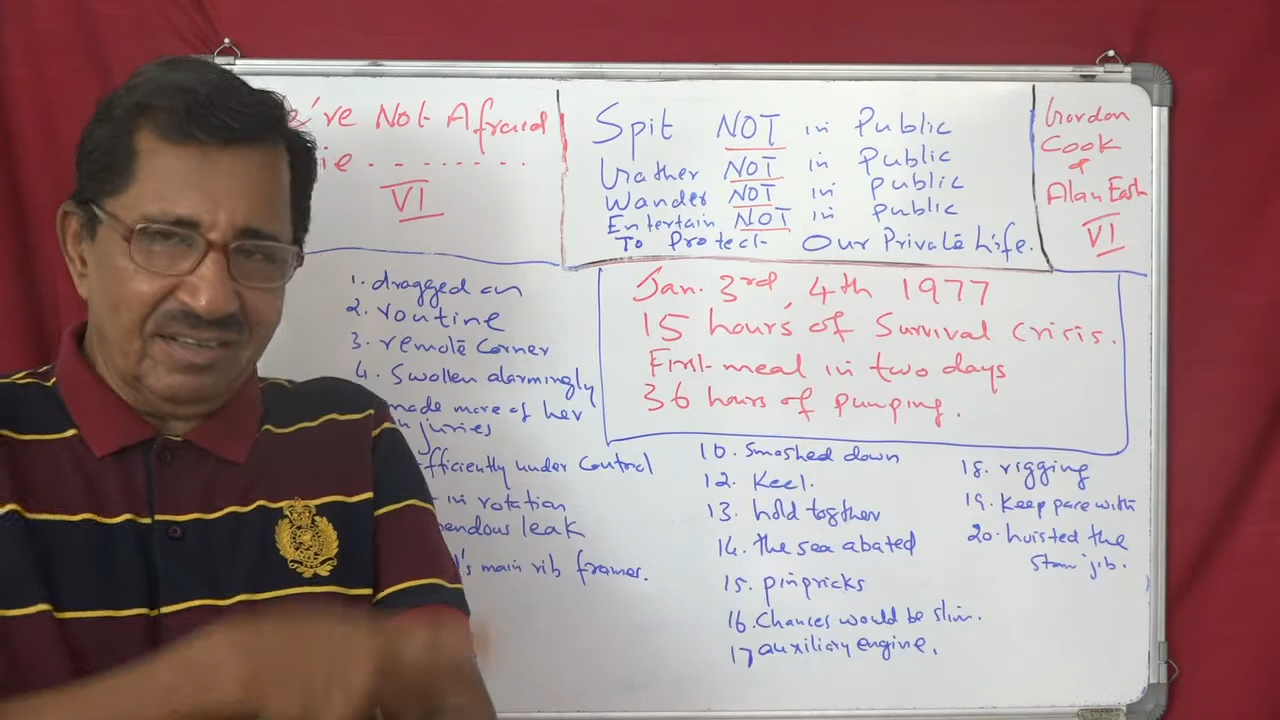 e're Not Afraid
ie - - - - - - - -
VI
Spit NOT in Public
Gather NOT in Public
Wander NOT in Public
Entertain NOT in Public
To Protect Our Private Life.
Gordon
Cook
&
Alan East
VI
Jan. 3rd, 4th 1977
15 hours of Survival Crisis.
First meal in two days
36 hours of pumping.
1. dragged on
2. routine
3. remote Corner
4. Swollen alarmingly
made more of her
injuries
fficiently under Control
in rotation
pendous leak
l's main rib frames.
10. Smashed down
12. Keel.
13. hold together
14. the sea abated
15. pinpricks
16. Chances would be slim.
17 auxiliary engine.
18. rigging
19. Keep pace with
20. hoisted the
Storm jib.